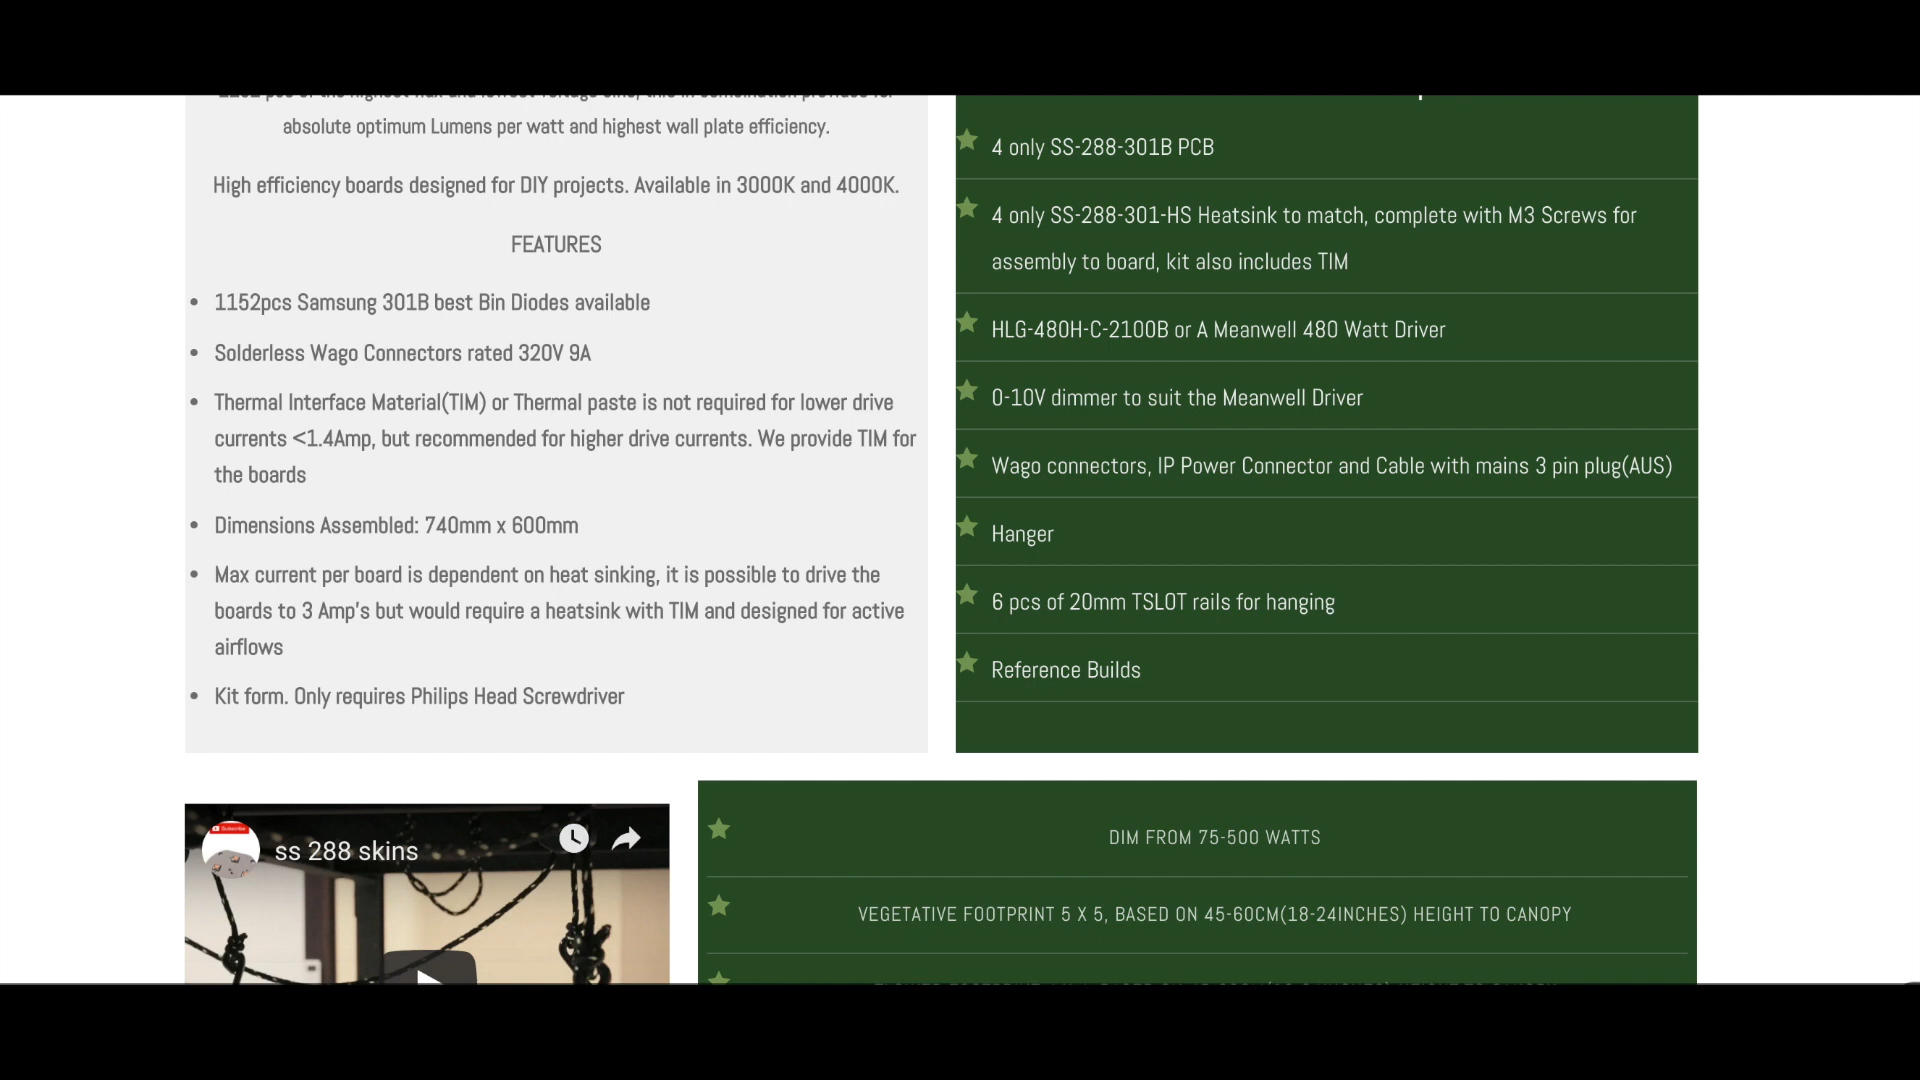 absolute optimum Lumens per watt and highest wall plate efficiency.
High efficiency boards designed for DIY projects. Available in 3000K and 4000K.
FEATURES
• 1152pcs Samsung 301B best Bin Diodes available
• Solderless Wago Connectors rated 320V 9A
• Thermal Interface Material(TIM) or Thermal paste is not required for lower drive
currents <1.4Amp, but recommended for higher drive currents. We provide TIM for
the boards
• Dimensions Assembled: 740mm x 600mm
• Max current per board is dependent on heat sinking, it is possible to drive the
boards to 3 Amp's but would require a heatsink with TIM and designed for active
airflows
• Kit form. Only requires Philips Head Screwdriver
4 only SS-288-301B PCB
4 only SS-288-301-HS Heatsink to match, complete with M3 Screws for
assembly to board, kit also includes TIM
HLG-480H-C-2100B or A Meanwell 480 Watt Driver
0-10V dimmer to suit the Meanwell Driver
Wago connectors, IP Power Connector and Cable with mains 3 pin plug(AUS)
Hanger
6 pcs of 20mm TSLOT rails for hanging
Reference Builds
Subscribe
ss 288 skins
DIM FROM 75-500 WATTS
VEGETATIVE FOOTPRINT 5 X 5, BASED ON 45-60CM(18-24INCHES) HEIGHT TO CANOPY